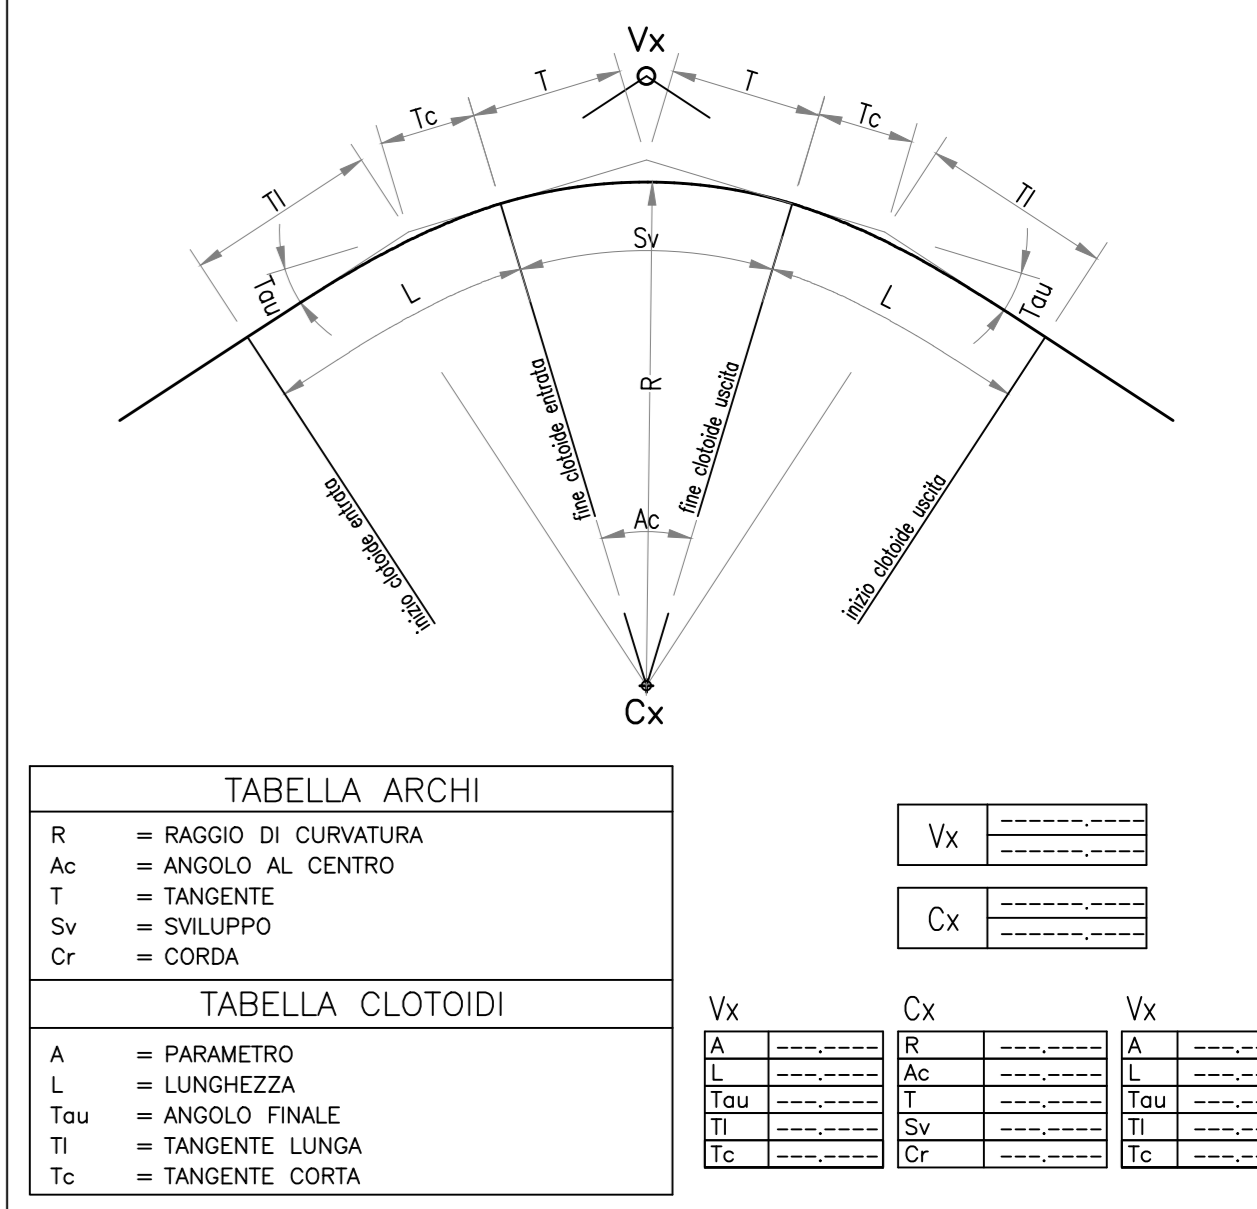 Vx
T
T
Tc
Tc
Tl
Tl
Sv
Tau
Tau
L
L
R
fine clotoide entrata
fine clotoide uscita
inizio clotoide entrata
inizio clotoide uscita
Ac
Cx
TABELLA ARCHI
R = RAGGIO DI CURVATURA
Ac = ANGOLO AL CENTRO
T = TANGENTE
Sv = SVILUPPO
Cr = CORDA
TABELLA CLOTOIDI
A = PARAMETRO
L = LUNGHEZZA
Tau = ANGOLO FINALE
Tl = TANGENTE LUNGA
Tc = TANGENTE CORTA
Vx ------.----
------.----
Cx ------.----
------.----
Vx Cx Vx
A ---.---- R ---.---- A ---.--
L ---.---- Ac ---.---- L ---.--
Tau ---.---- T ---.---- Tau ---.--
Tl ---.---- Sv ---.---- Tl ---.--
Tc ---.---- Cr ---.---- Tc ---.--